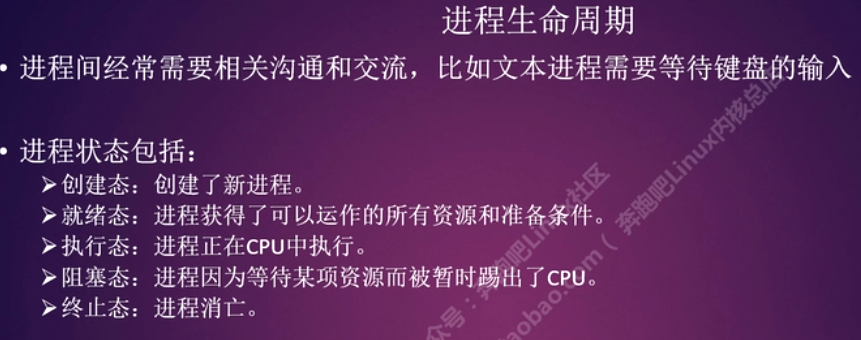 进程生命周期
• 进程间经常需要相关沟通和交流，比如文本进程需要等待键盘的输入
• 进程状态包括：
➢创建态：创建了新进程。
➢就绪态：进程获得了可以运作的所有资源和准备条件。
➢执行态：进程正在CPU中执行。
➢阻塞态：进程因为等待某项资源而被暂时踢出了CPU。
➢终止态：进程消亡。
众号：奔跑吧Linux社区
aobao.com（ 奔跑吧Linux内核总店